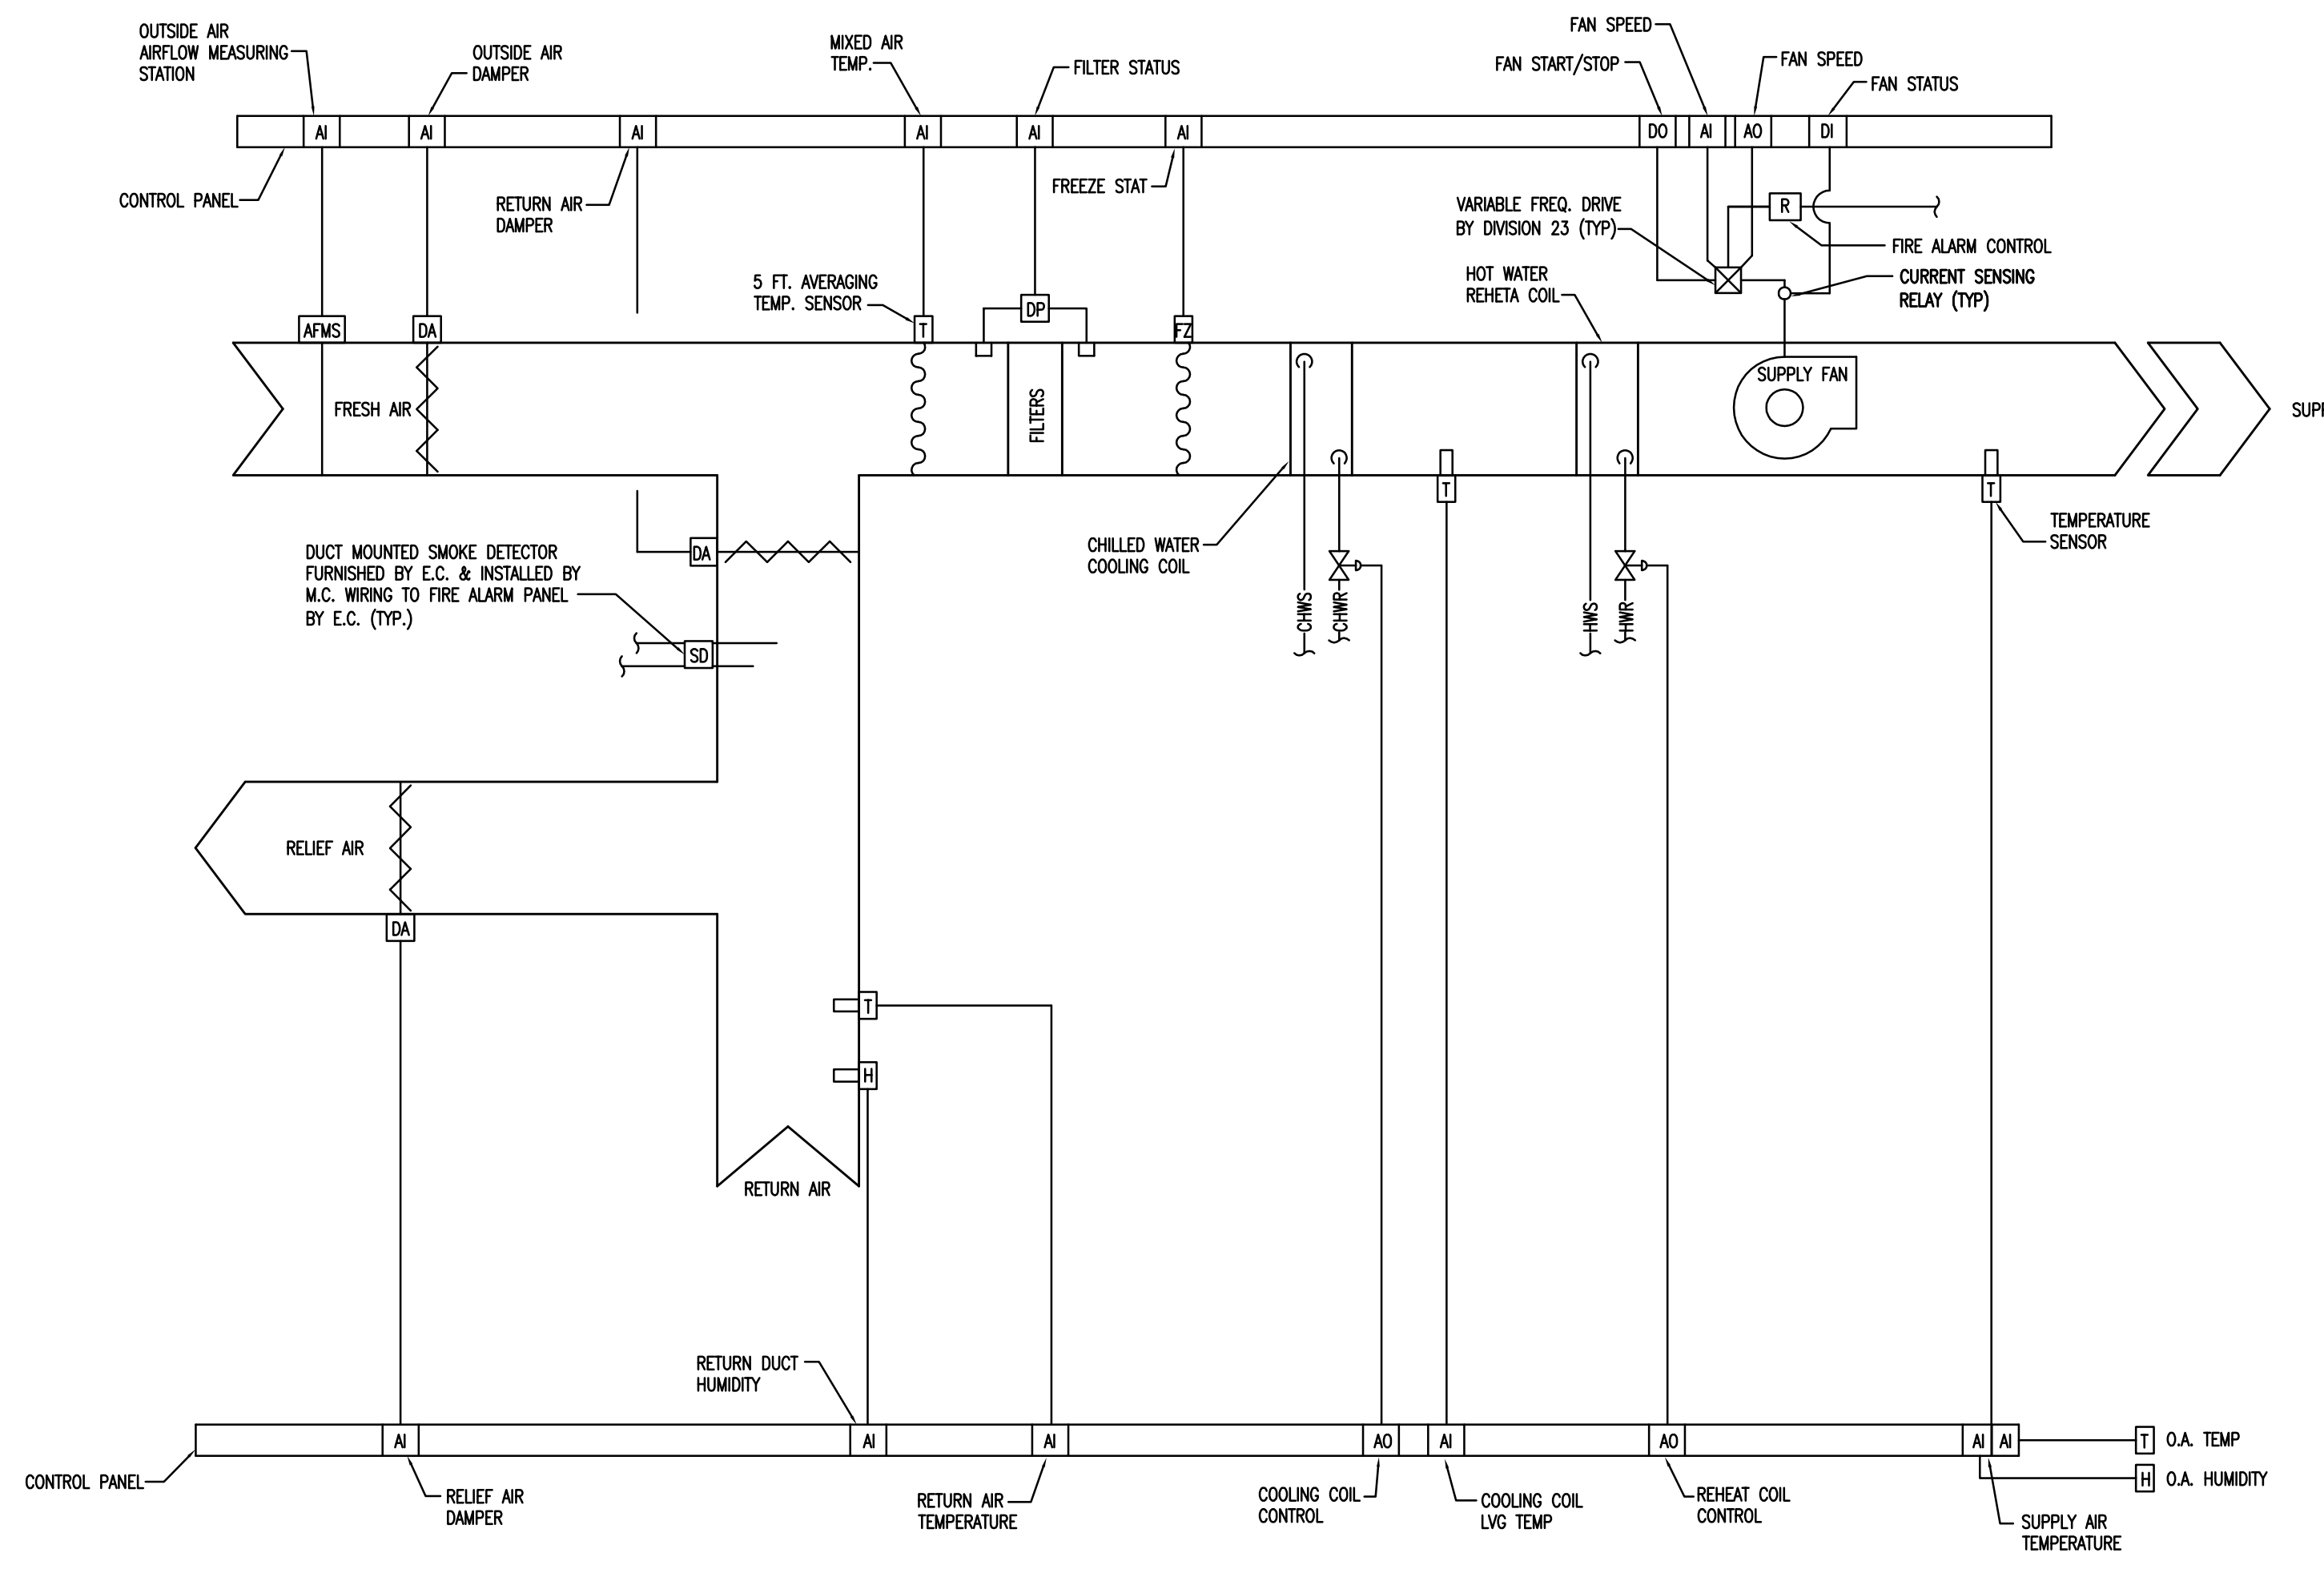 OUTSIDE AIR
AIRFLOW MEASURING
STATION
OUTSIDE AIR
DAMPER
MIXED AIR
TEMP.
FILTER STATUS
FAN SPEED
FAN START/STOP
FAN SPEED
FAN STATUS
AI
AI
AI
AI
AI
AI
DO
AI
AO
DI
CONTROL PANEL
RETURN AIR
DAMPER
FREEZE STAT
VARIABLE FREQ. DRIVE
BY DIVISION 23 (TYP)
R
FIRE ALARM CONTROL
CURRENT SENSING
RELAY (TYP)
5 FT. AVERAGING
TEMP. SENSOR
HOT WATER
REHETA COIL
AFMS
DA
T
DP
FZ
FRESH AIR
FILTERS
SUPPLY FAN
T
T
TEMPERATURE
SENSOR
CHILLED WATER
COOLING COIL
DA
DUCT MOUNTED SMOKE DETECTOR
FURNISHED BY E.C. & INSTALLED BY
M.C. WIRING TO FIRE ALARM PANEL
BY E.C. (TYP.)
SD
CHWS
CHWR
HWS
HWR
RELIEF AIR
DA
T
H
RETURN AIR
RETURN DUCT
HUMIDITY
AI
AI
AI
AO
AI
AO
AI
AI
T
O.A. TEMP
H
O.A. HUMIDITY
CONTROL PANEL
RELIEF AIR
DAMPER
RETURN AIR
TEMPERATURE
COOLING COIL
CONTROL
COOLING COIL
LVG TEMP
REHEAT COIL
CONTROL
SUPPLY AIR
TEMPERATURE